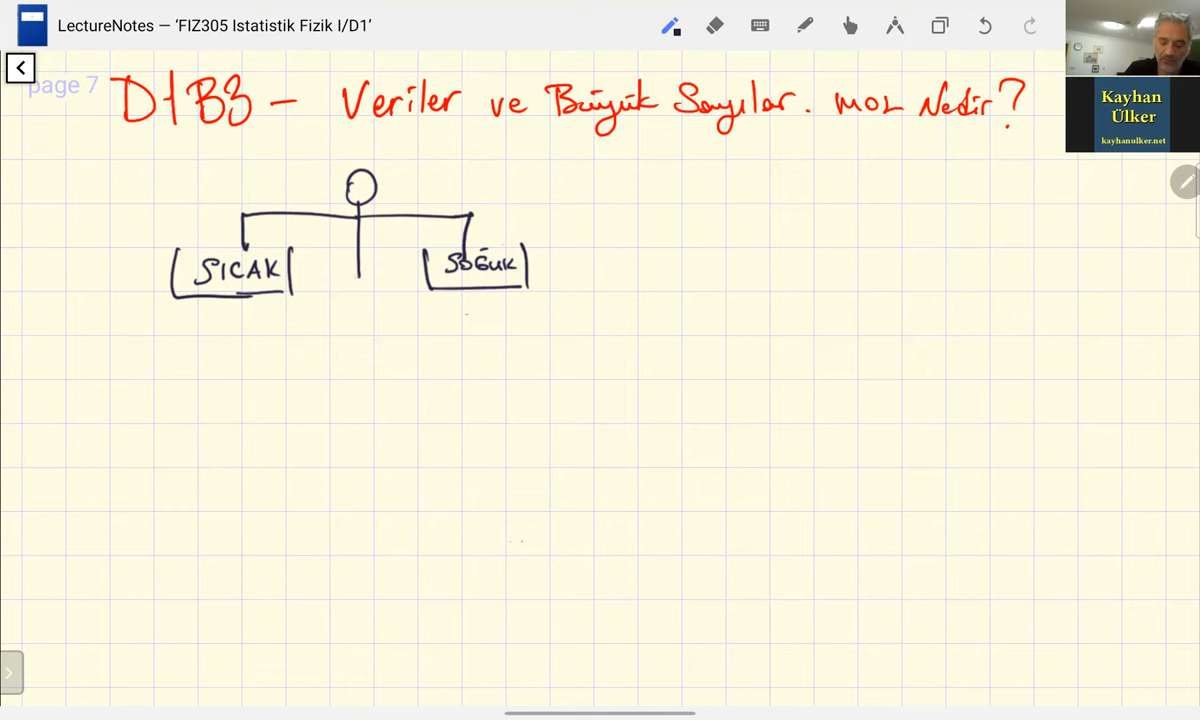 LectureNotes — ‘FIZ305 Istatistik Fizik I/D1’
page 7
D1B3 – Veriler ve Büyük Sayılar. MOL Nedir?
Kayhan
Ülker
kayhanulker.net
SICAK SOĞUK